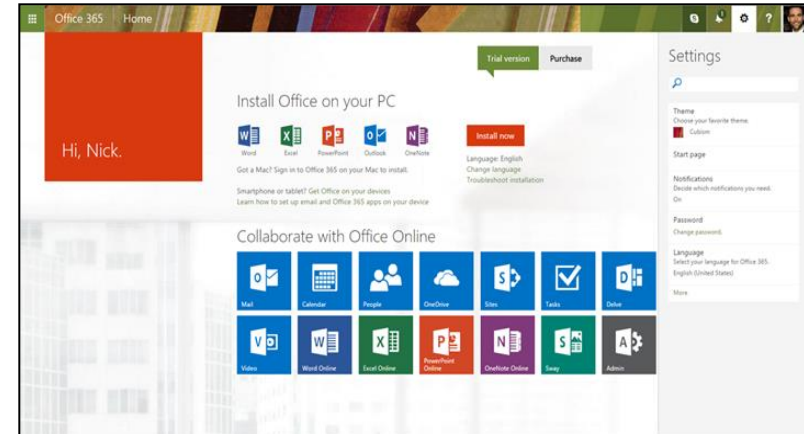 Office 365 Home
?
Trial version Purchase
Hi, Nick.
Install Office on your PC
Word Excel PowerPoint Outlook OneNote
Install now
Got a Mac? Sign in to Office 365 on your Mac to install.
Language: English
Change language
Troubleshoot installation
Smartphone or tablet? Get Office on your devices
Learn how to set up email and Office 365 apps on your device
Collaborate with Office Online
Mail Calendar People OneDrive Sites Tasks Delve
Video Word Online Excel Online PowerPoint Online OneNote Online Sway Admin
Settings
Theme
Choose your favorite theme.
Cubism
Start page
Notifications
Decide which notifications you need.
On
Password
Change password.
Language
Select your language for Office 365.
English (United States)
More